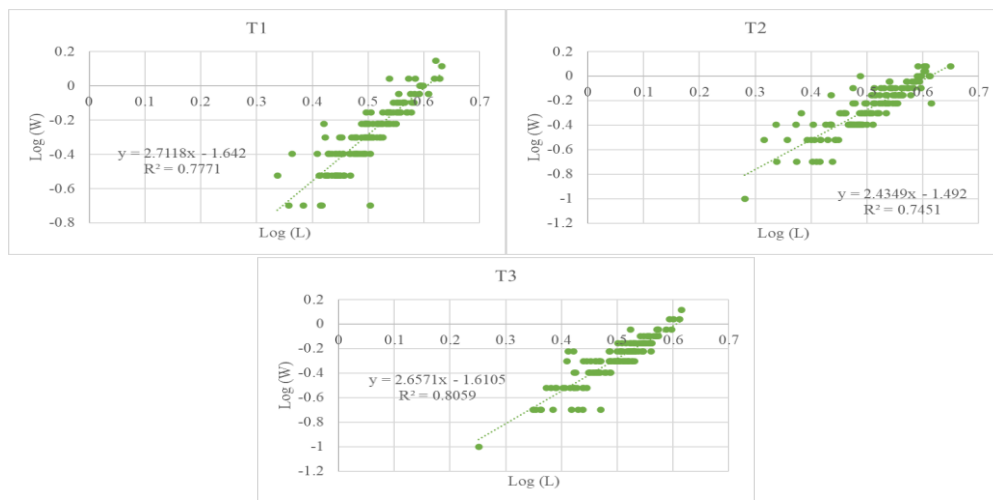 T1
0.2
0
-0.2
-0.4
-0.6
-0.8
0 0.1 0.2 0.3 0.4 0.5 0.6 0.7
Log (W)
y = 2.7118x - 1.642
R² = 0.7771
Log (L)
T2
0.2
0
-0.2
-0.4
-0.6
-0.8
-1
-1.2
0 0.1 0.2 0.3 0.4 0.5 0.6 0.7
Log (W)
y = 2.4349x - 1.492
R² = 0.7451
Log (L)
T3
0.2
0
-0.2
-0.4
-0.6
-0.8
-1
-1.2
0 0.1 0.2 0.3 0.4 0.5 0.6 0.7
Log (W)
y = 2.6571x - 1.6105
R² = 0.8059
Log (L)